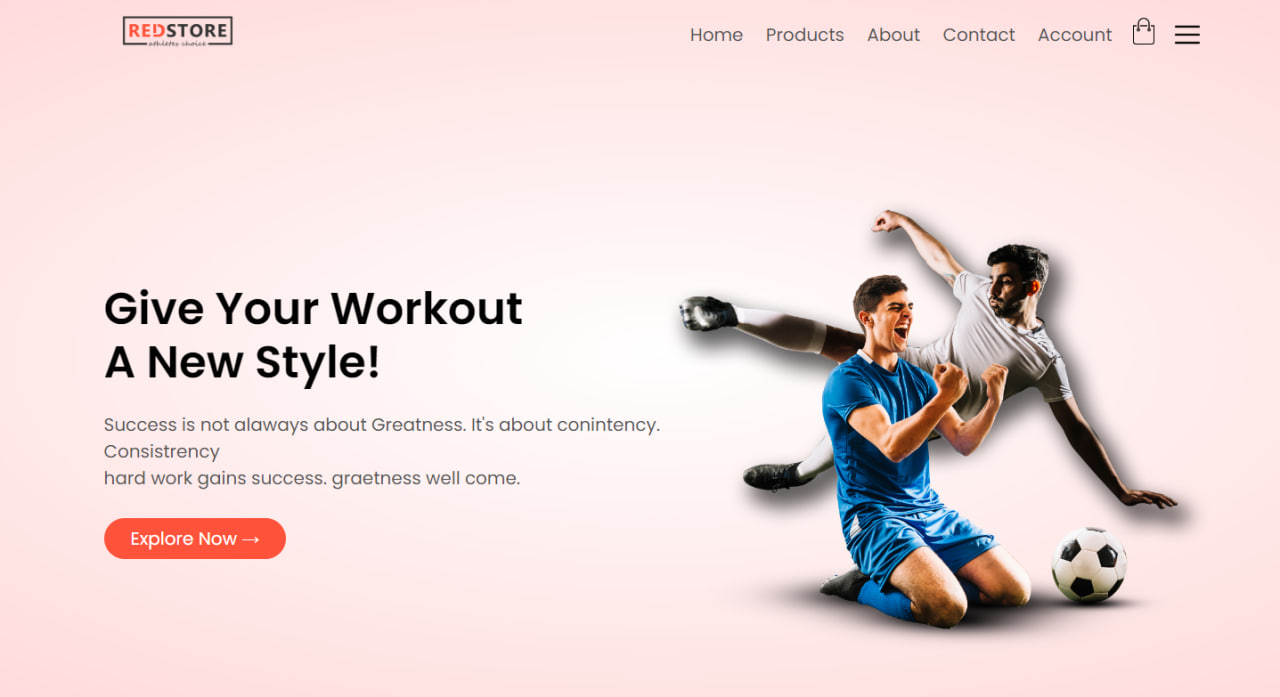 REDSTORE
athletes choice
Home Products About Contact Account
Give Your Workout
A New Style!
Success is not alaways about Greatness. It's about conintency.
Consistrency
hard work gains success. graetness well come.
Explore Now →